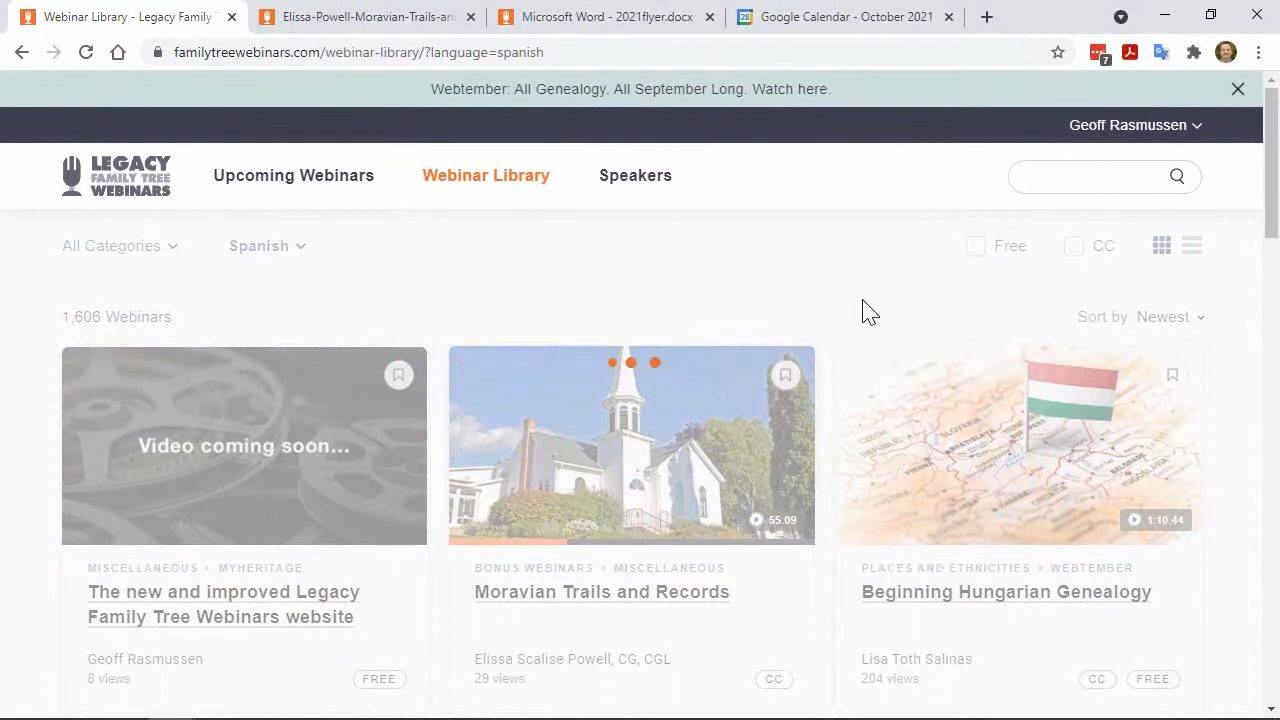 Webinar Library - Legacy Family
Elissa-Powell-Moravian-Trails-and
Microsoft Word - 2021flyer.docx
28
Google Calendar - October 2021
familytreewebinars.com/webinar-library/?language=spanish
7
Webtember: All Genealogy. All September Long. Watch here.
Geoff Rasmussen
LEGACY
FAMILY TREE
WEBINARS
Upcoming Webinars
Webinar Library
Speakers
All Categories
Spanish
Free
CC
1,606 Webinars
Sort by Newest
Video coming soon...
55:09
1:10:44
MISCELLANEOUS • MYHERITAGE
The new and improved Legacy
Family Tree Webinars website
Geoff Rasmussen
8 views
FREE
BONUS WEBINARS • MISCELLANEOUS
Moravian Trails and Records
Elissa Scalise Powell, CG, CGL
29 views
CC
PLACES AND ETHNICITIES • WEBTEMBER
Beginning Hungarian Genealogy
Lisa Toth Salinas
204 views
CC
FREE